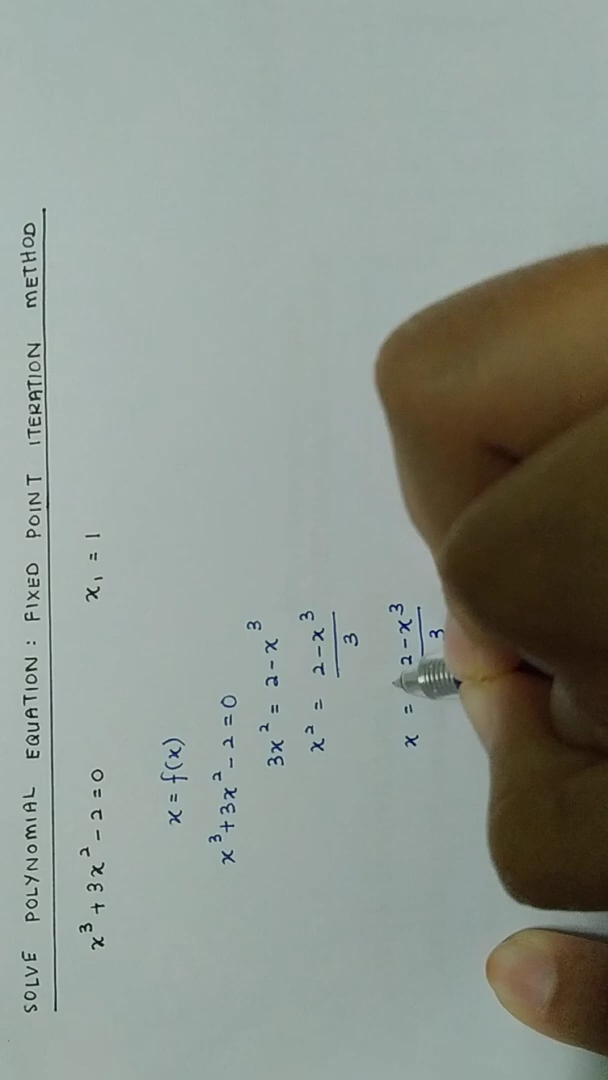 SOLVE POLYNOMIAL EQUATION : FIXED POINT ITERATION METHOD
x³ + 3x² - 2 = 0 x₁ = 1
x = f(x)
x³ + 3x² - 2 = 0
3x² = 2 - x³
x² = 2 - x³ / 3
x = 2 - x³ / 3